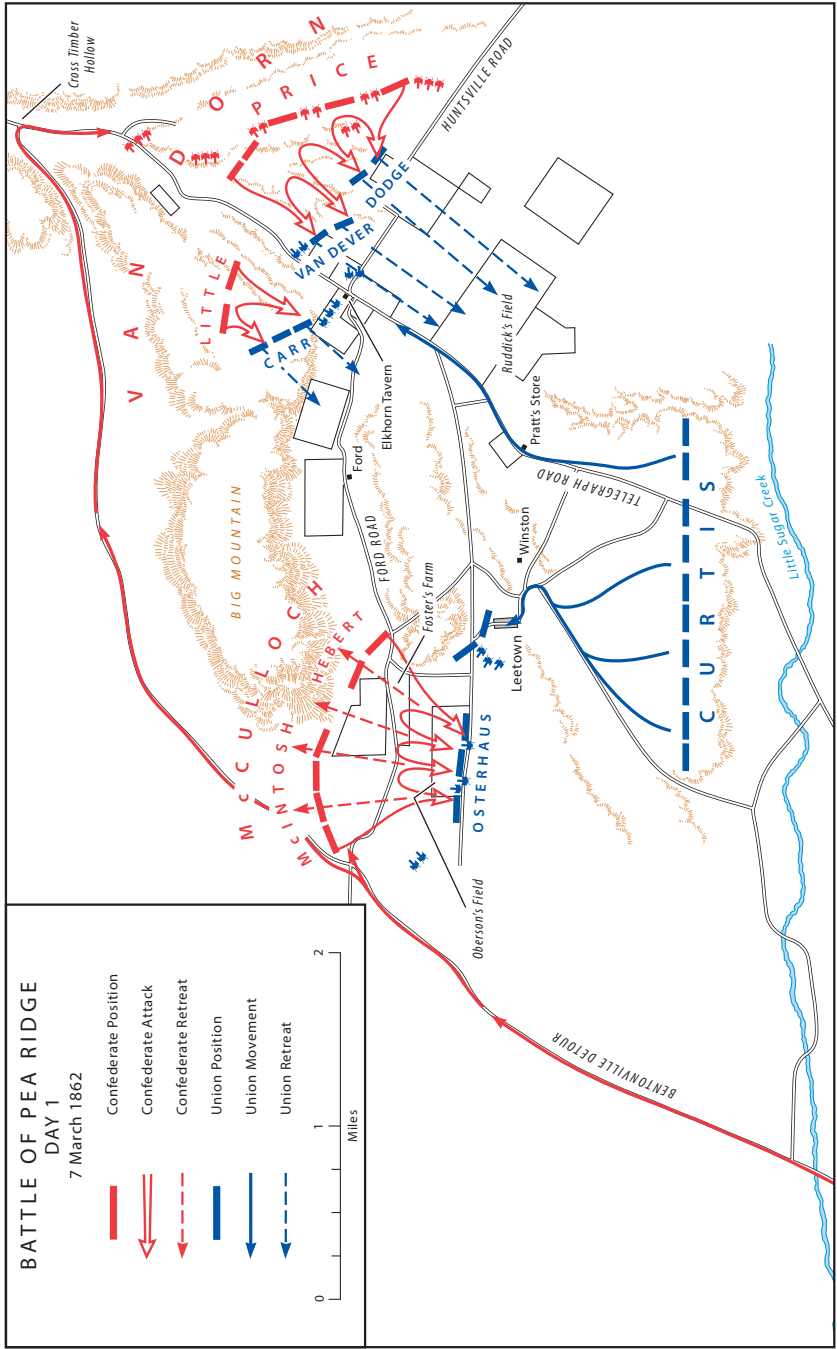 BATTLE OF PEA RIDGE
DAY 1
7 March 1862
Confederate Position
Confederate Attack
Confederate Retreat
Union Position
Union Movement
Union Retreat
0
1
2
Miles
Cross Timber
Hollow
VAN DORN
PRICE
HUNTSVILLE ROAD
LITTLE
CARR
VAN DEVER
DODGE
Elkhorn Tavern
Ruddick's Field
BIG MOUNTAIN
Ford
FORD ROAD
Pratt's Store
TELEGRAPH ROAD
McCULLOCH
McINTOSH
HEBERT
Foster's Farm
Winston
Leetown
OSTERHAUS
Oberson's Field
CURTIS
BENTONVILLE DETOUR
Little Sugar Creek